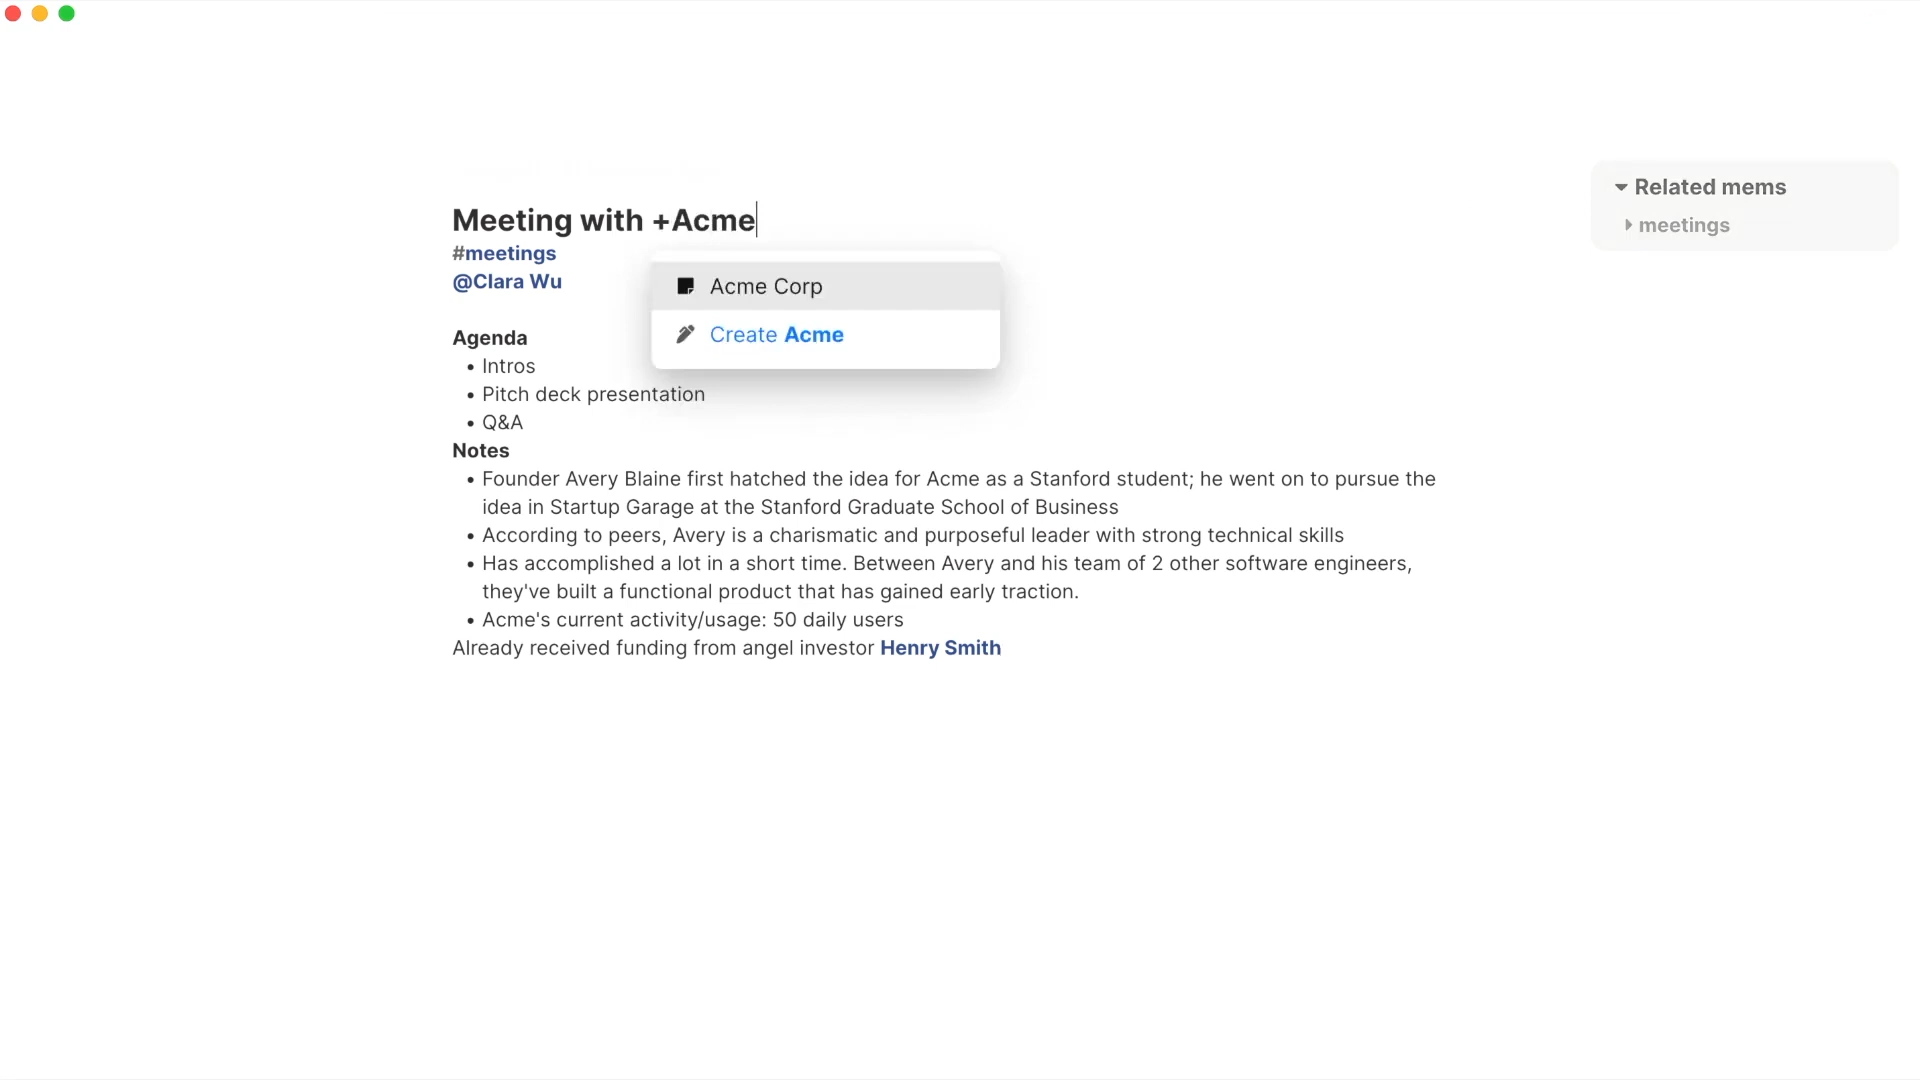 Related mems
meetings
Meeting with +Acme
#meetings
@Clara Wu
Acme Corp
Create Acme
Agenda
• Intros
• Pitch deck presentation
• Q&A
Notes
• Founder Avery Blaine first hatched the idea for Acme as a Stanford student; he went on to pursue the
idea in Startup Garage at the Stanford Graduate School of Business
• According to peers, Avery is a charismatic and purposeful leader with strong technical skills
• Has accomplished a lot in a short time. Between Avery and his team of 2 other software engineers,
they've built a functional product that has gained early traction.
• Acme's current activity/usage: 50 daily users
Already received funding from angel investor Henry Smith